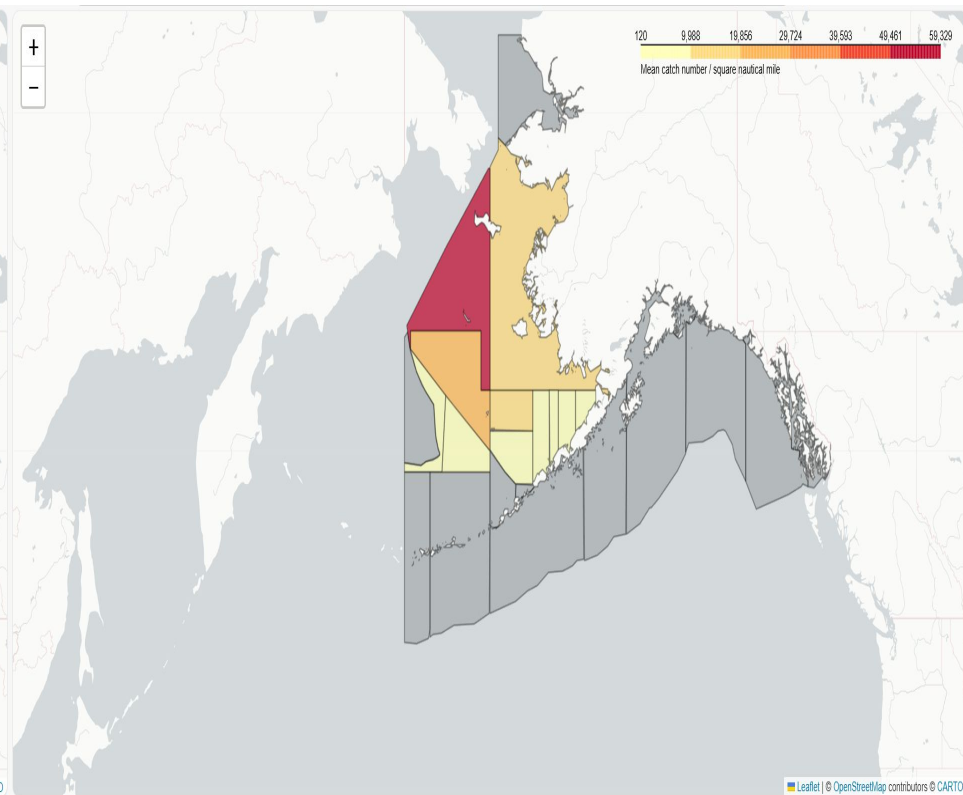 +
−
120 9,988 19,856 29,724 39,593 49,461 59,329
Mean catch number / square nautical mile
Leaflet | © OpenStreetMap contributors © CARTO